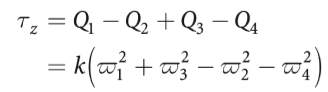 τ_z = Q_1 − Q_2 + Q_3 − Q_4
= k(ϖ_1^2 + ϖ_3^2 − ϖ_2^2 − ϖ_4^2)